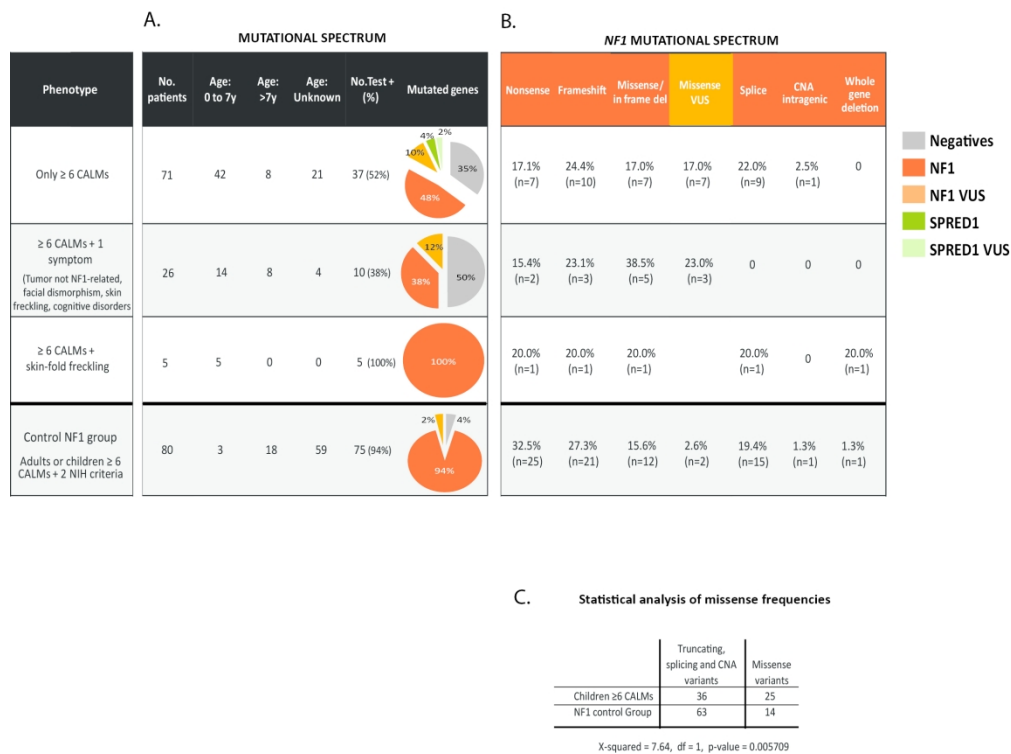 A.
MUTATIONAL SPECTRUM
B.
NF1 MUTATIONAL SPECTRUM
Phenotype
No. patients
Age: 0 to 7y
Age: >7y
Age: Unknown
No.Test + (%)
Mutated genes
Nonsense
Frameshift
Missense/ in frame del
Missense VUS
Splice
CNA intragenic
Whole gene deletion
Only ≥ 6 CALMs
71
42
8
21
37 (52%)
10%
4%
2%
35%
48%
17.1% (n=7)
24.4% (n=10)
17.0% (n=7)
17.0% (n=7)
22.0% (n=9)
2.5% (n=1)
0
≥ 6 CALMs + 1
symptom
(Tumor not NF1-related,
facial dismorphism, skin
freckling, cognitive disorders
26
14
8
4
10 (38%)
12%
38%
50%
15.4% (n=2)
23.1% (n=3)
38.5% (n=5)
23.0% (n=3)
0
0
0
≥ 6 CALMs +
skin-fold freckling
5
5
0
0
5 (100%)
100%
20.0% (n=1)
20.0% (n=1)
20.0% (n=1)
20.0% (n=1)
0
20.0% (n=1)
Control NF1 group
Adults or children ≥ 6
CALMs + 2 NIH criteria
80
3
18
59
75 (94%)
2%
4%
94%
32.5% (n=25)
27.3% (n=21)
15.6% (n=12)
2.6% (n=2)
19.4% (n=15)
1.3% (n=1)
1.3% (n=1)
Negatives
NF1
NF1 VUS
SPRED1
SPRED1 VUS
C.
Statistical analysis of missense frequencies
Truncating, splicing and CNA variants
Missense variants
Children ≥6 CALMs 36 25
NF1 control Group 63 14
X-squared = 7.64, df = 1, p-value = 0.005709